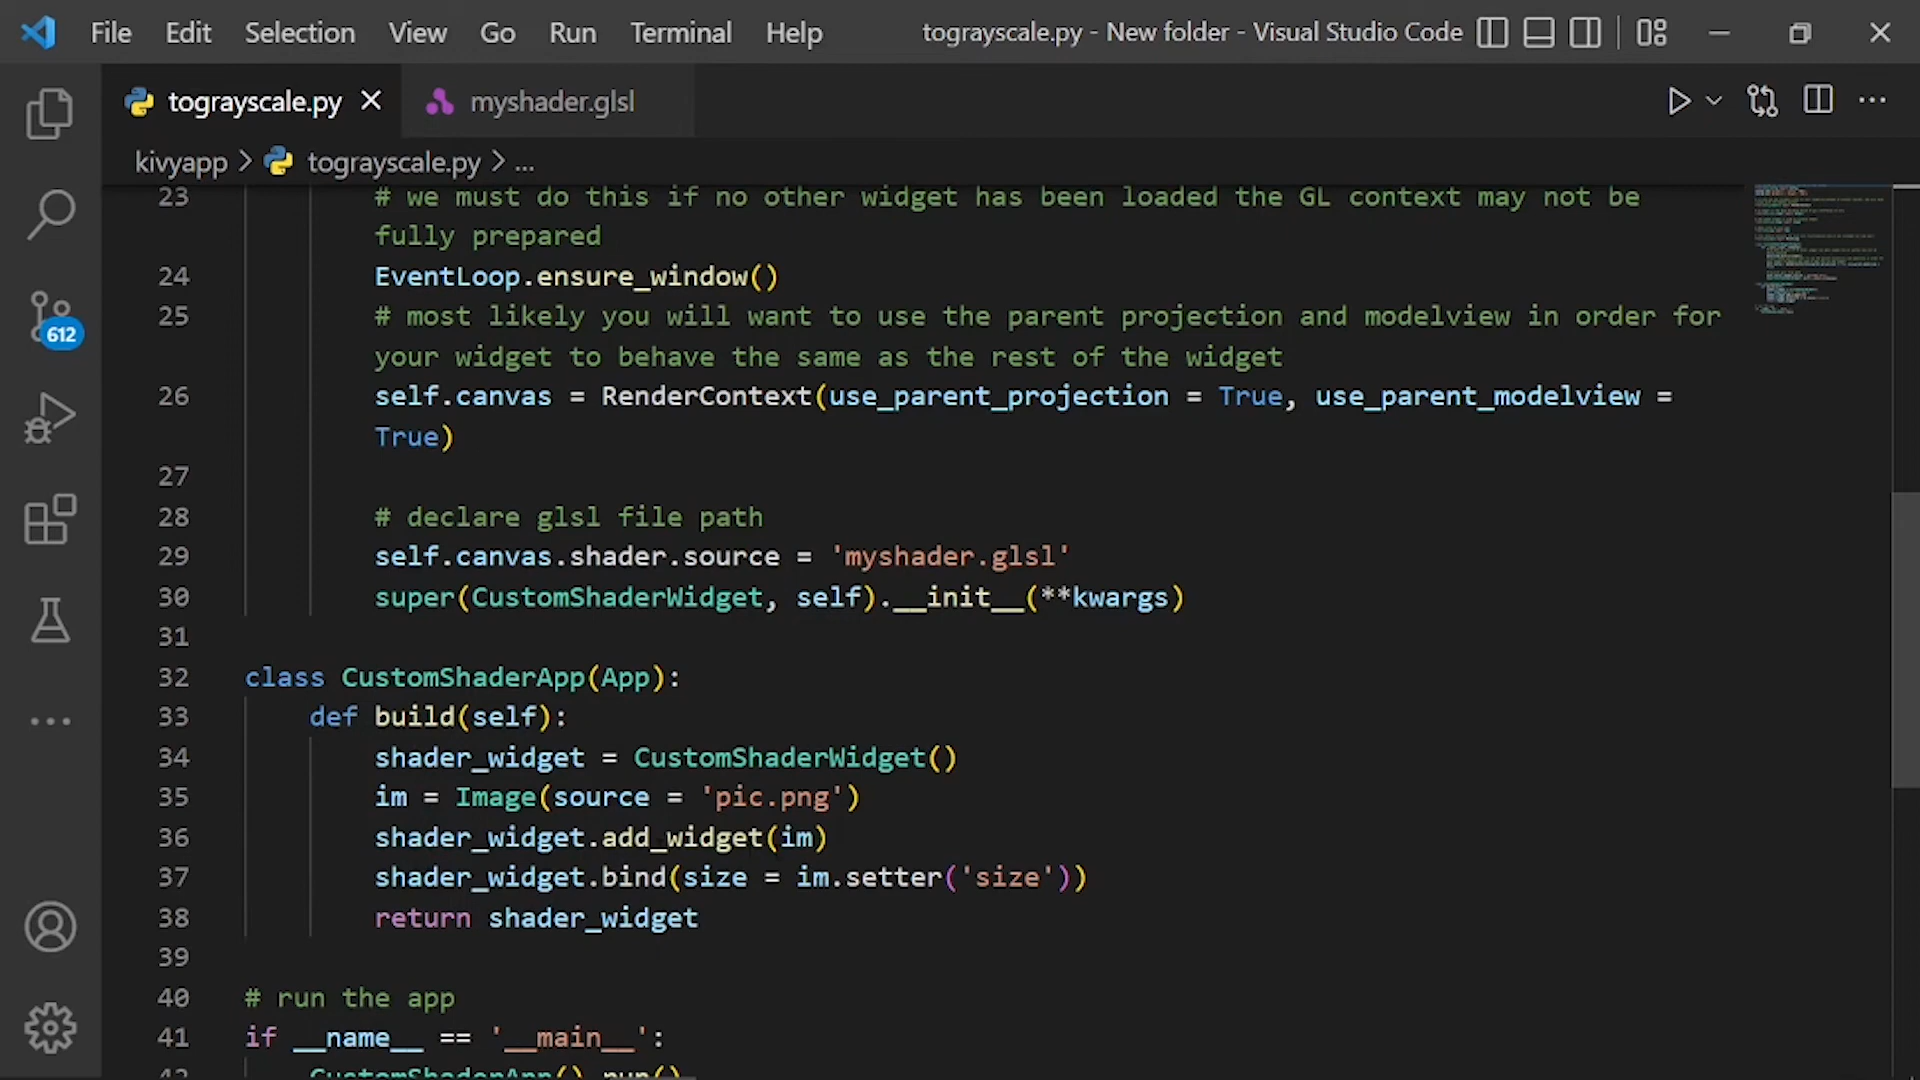 File Edit Selection View Go Run Terminal Help tograyscale.py - New folder - Visual Studio Code
tograyscale.py myshader.glsl
kivyapp > tograyscale.py > ...
23 # we must do this if no other widget has been loaded the GL context may not be
fully prepared
24 EventLoop.ensure_window()
25 # most likely you will want to use the parent projection and modelview in order for
your widget to behave the same as the rest of the widget
26 self.canvas = RenderContext(use_parent_projection = True, use_parent_modelview =
True)
27
28 # declare glsl file path
29 self.canvas.shader.source = 'myshader.glsl'
30 super(CustomShaderWidget, self).__init__(**kwargs)
31
32 class CustomShaderApp(App):
33 def build(self):
34 shader_widget = CustomShaderWidget()
35 im = Image(source = 'pic.png')
36 shader_widget.add_widget(im)
37 shader_widget.bind(size = im.setter('size'))
38 return shader_widget
39
40 # run the app
41 if __name__ == '__main__':
42 CustomShaderApp().run()
612